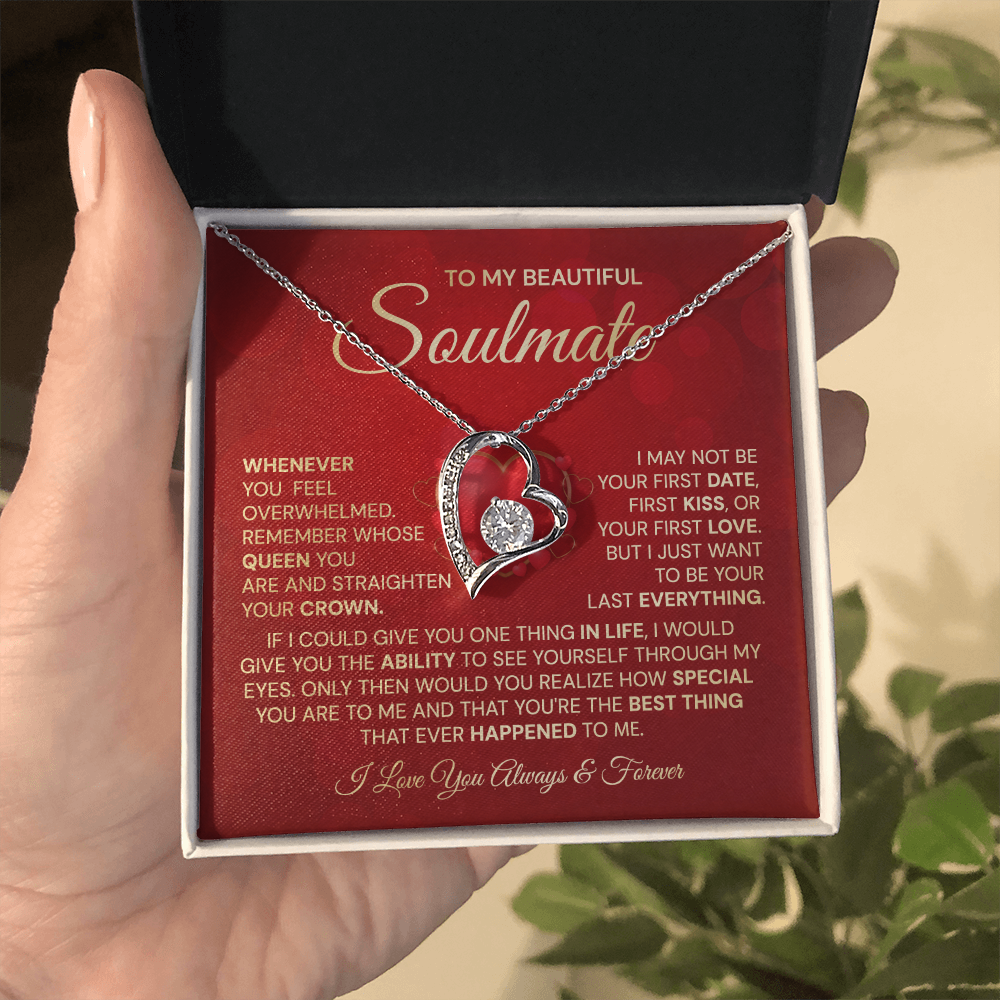 TO MY BEAUTIFUL
Soulmate
WHENEVER
YOU FEEL
OVERWHELMED.
REMEMBER WHOSE
QUEEN YOU
ARE AND STRAIGHTEN
YOUR CROWN.
I MAY NOT BE
YOUR FIRST DATE,
FIRST KISS, OR
YOUR FIRST LOVE.
BUT I JUST WANT
TO BE YOUR
LAST EVERYTHING.
IF I COULD GIVE YOU ONE THING IN LIFE, I WOULD
GIVE YOU THE ABILITY TO SEE YOURSELF THROUGH MY
EYES. ONLY THEN WOULD YOU REALIZE HOW SPECIAL
YOU ARE TO ME AND THAT YOU'RE THE BEST THING
THAT EVER HAPPENED TO ME.
I Love You Always & Forever